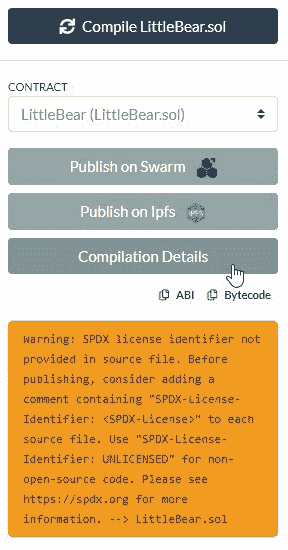 Compile LittleBear.sol
CONTRACT
LittleBear (LittleBear.sol)
Publish on Swarm
Publish on Ipfs
Compilation Details
ABI Bytecode
Warning: SPDX license identifier not
provided in source file. Before
publishing, consider adding a
comment containing "SPDX-License-
Identifier: <SPDX-License>" to each
source file. Use "SPDX-License-
Identifier: UNLICENSED" for non-
open-source code. Please see
https://spdx.org for more
information. --> LittleBear.sol